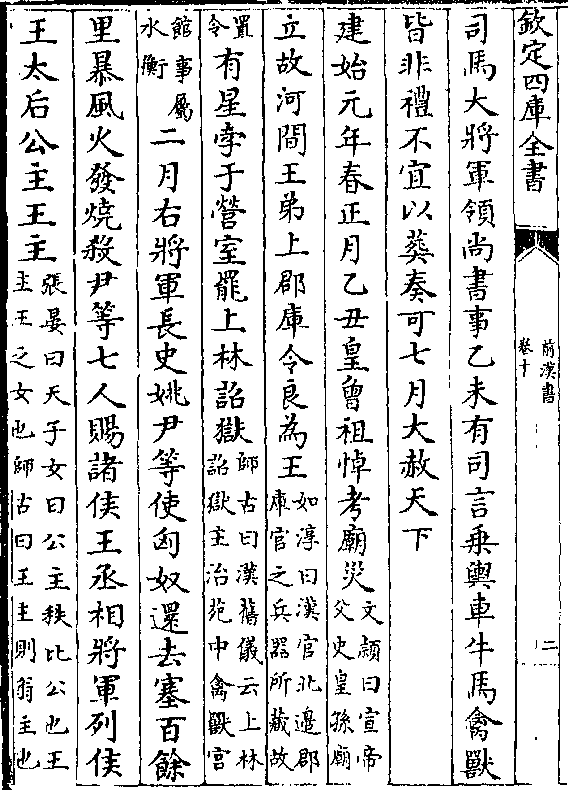 欽定四庫全書
前漢書
卷十
二
司馬大將軍領尚書事乙未有司言乗輿車牛馬禽獸
皆非禮不宜以葬奏可七月大赦天下
建始元年春正月乙丑皇曾祖悼考廟災文穎曰宣帝父史皇孫廟
立故河間王弟上郡庫令良為王如淳曰漢官北邊郡庫官之兵器所藏故
置令有星孛于營室罷上林詔獄師古曰漢舊儀云上林詔獄主治苑中禽獸宫
館事屬水衡二月右將軍長史姚尹等使匈奴還去塞百餘
里暴風火發燒殺尹等七人賜諸侯王丞相將軍列侯
王太后公主王主張晏曰天子女曰公主秩比公也王主王之女也師古曰王主則翁主也